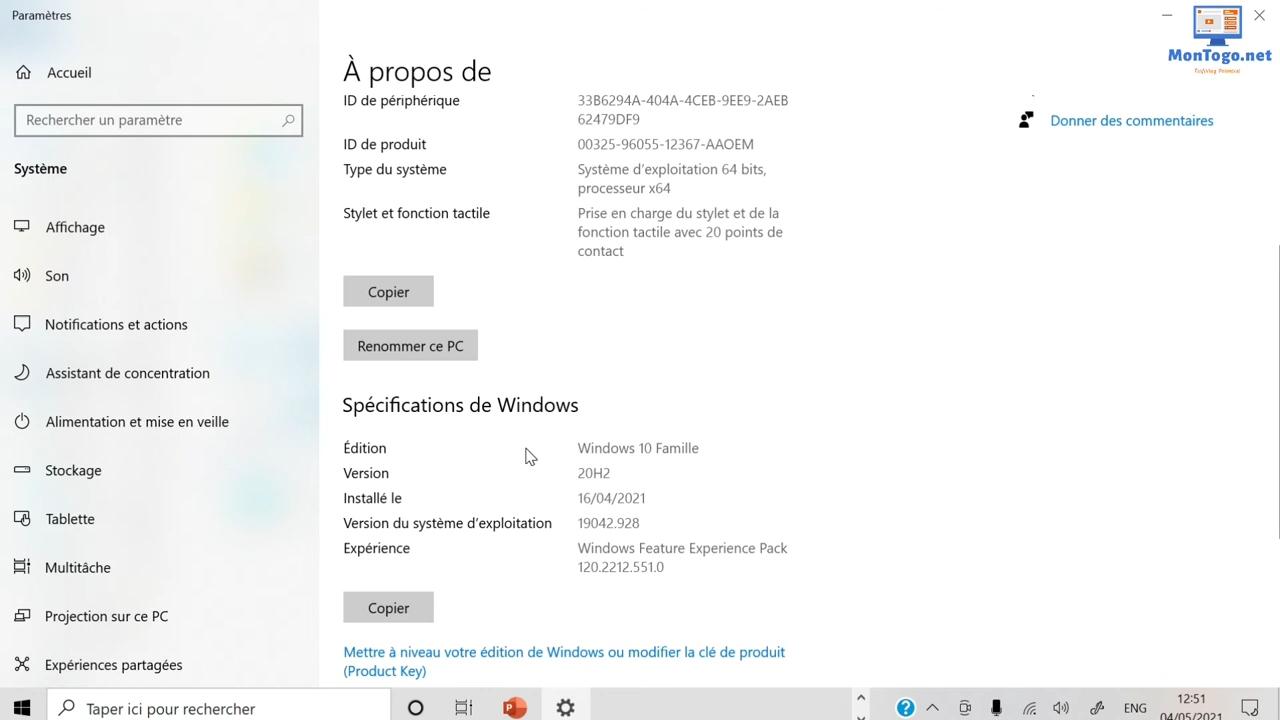 Paramètres
MonTogo.net
Accueil
À propos de
Rechercher un paramètre
ID de périphérique
33B6294A-404A-4CEB-9EE9-2AEB
62479DF9
Donner des commentaires
ID de produit
00325-96055-12367-AAOEM
Système
Type du système
Système d'exploitation 64 bits,
processeur x64
Stylet et fonction tactile
Prise en charge du stylet et de la
fonction tactile avec 20 points de
contact
Affichage
Son
Notifications et actions
Assistant de concentration
Alimentation et mise en veille
Stockage
Tablette
Multitâche
Projection sur ce PC
Expériences partagées
Copier
Renommer ce PC
Spécifications de Windows
Édition
Windows 10 Famille
Version
20H2
Installé le
16/04/2021
Version du système d'exploitation
19042.928
Expérience
Windows Feature Experience Pack
120.2212.551.0
Copier
Mettre à niveau votre édition de Windows ou modifier la clé de produit
(Product Key)
Taper ici pour rechercher
ENG
12:51
04/05/2021